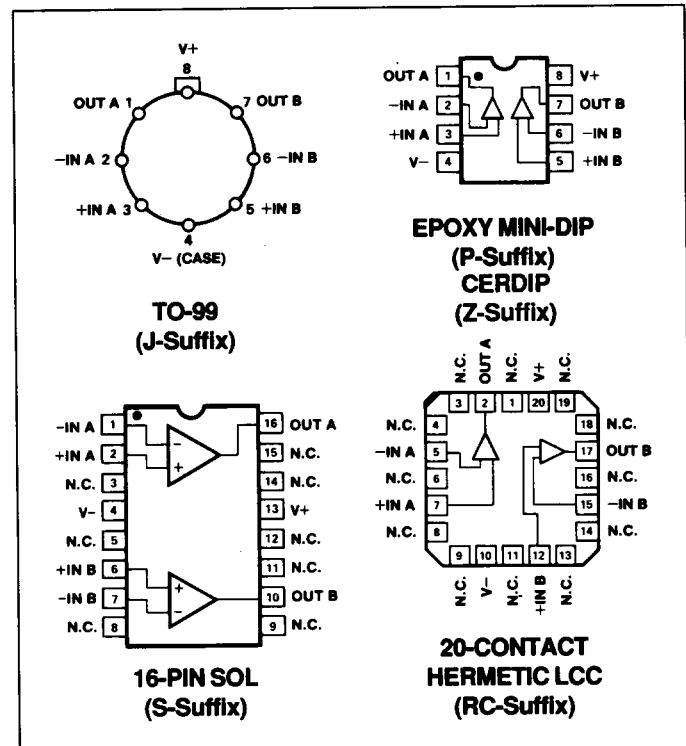 V+
8
OUT A 1
7 OUT B
−IN A 2
6 −IN B
+IN A 3
5 +IN B
4
V− (CASE)
TO-99
(J-Suffix)
OUT A 1
8 V+
−IN A 2
7 OUT B
+IN A 3
6 −IN B
V− 4
5 +IN B
EPOXY MINI-DIP
(P-Suffix)
CERDIP
(Z-Suffix)
−IN A 1
16 OUT A
+IN A 2
15 N.C.
N.C. 3
14 N.C.
V− 4
13 V+
N.C. 5
12 N.C.
+IN B 6
11 N.C.
−IN B 7
10 OUT B
N.C. 8
9 N.C.
− +
+ −
16-PIN SOL
(S-Suffix)
N.C. OUT A N.C. V+ N.C.
3 2 1 20 19
N.C. 4
18 N.C.
−IN A 5
17 OUT B
N.C. 6
16 N.C.
+IN A 7
15 −IN B
N.C. 8
14 N.C.
9 10 11 12 13
N.C. V− N.C. +IN B N.C.
20-CONTACT
HERMETIC LCC
(RC-Suffix)